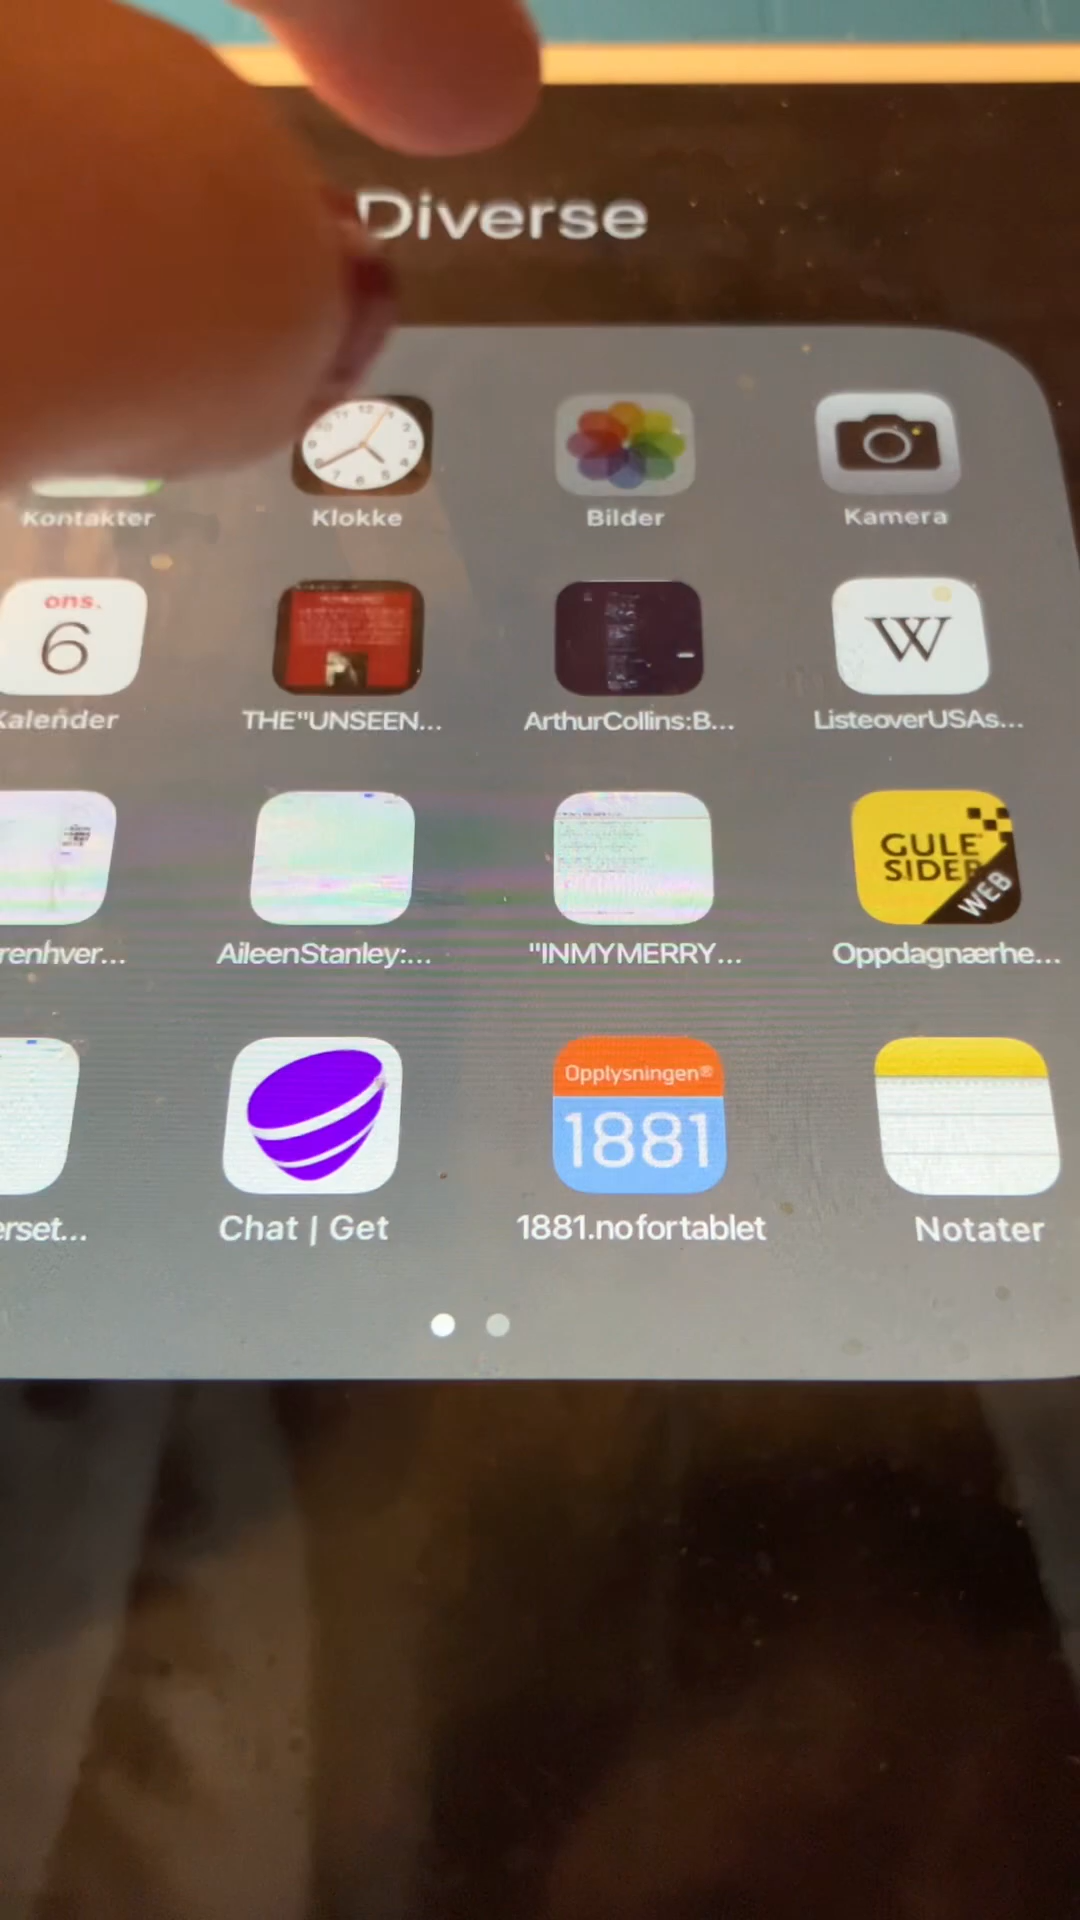 Diverse
Kontakter
Klokke
Bilder
Kamera
ons.
6
Kalender
THE"UNSEEN...
ArthurCollins:B...
W
ListeoverUSAs...
renhver...
AileenStanley:...
"INMYMERRY...
GULE
SIDER
WEB
Oppdagnærhe...
erset...
Chat | Get
Opplysningen®
1881
1881.nofortablet
Notater